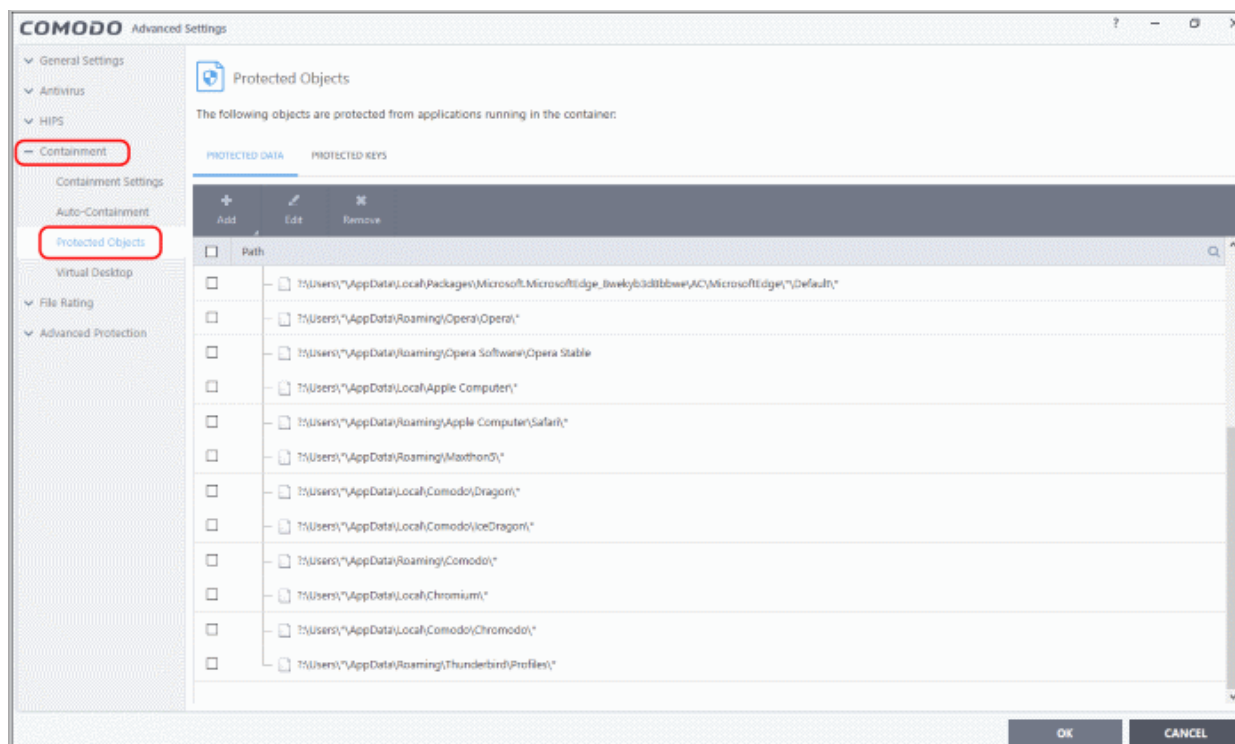 COMODO Advanced Settings ?
General Settings
Antivirus
HIPS
Containment
Containment Settings
Auto-Containment
Protected Objects
Virtual Desktop
File Rating
Advanced Protection
Protected Objects
The following objects are protected from applications running in the container:
PROTECTED DATA PROTECTED KEYS
Add Edit Remove
Path
?:\Users\*\AppData\Local\Packages\Microsoft.MicrosoftEdge_8wekyb3d8bbwe\AC\MicrosoftEdge\*\Default\*
?:\Users\*\AppData\Roaming\Opera\Opera\*
?:\Users\*\AppData\Roaming\Opera Software\Opera Stable
?:\Users\*\AppData\Local\Apple Computer\*
?:\Users\*\AppData\Roaming\Apple Computer\Safari\*
?:\Users\*\AppData\Roaming\Maxthon5\*
?:\Users\*\AppData\Local\Comodo\Dragon\*
?:\Users\*\AppData\Local\Comodo\IceDragon\*
?:\Users\*\AppData\Roaming\Comodo\*
?:\Users\*\AppData\Local\Chromium\*
?:\Users\*\AppData\Local\Comodo\Chromodo\*
?:\Users\*\AppData\Roaming\Thunderbird\Profiles\*
OK CANCEL